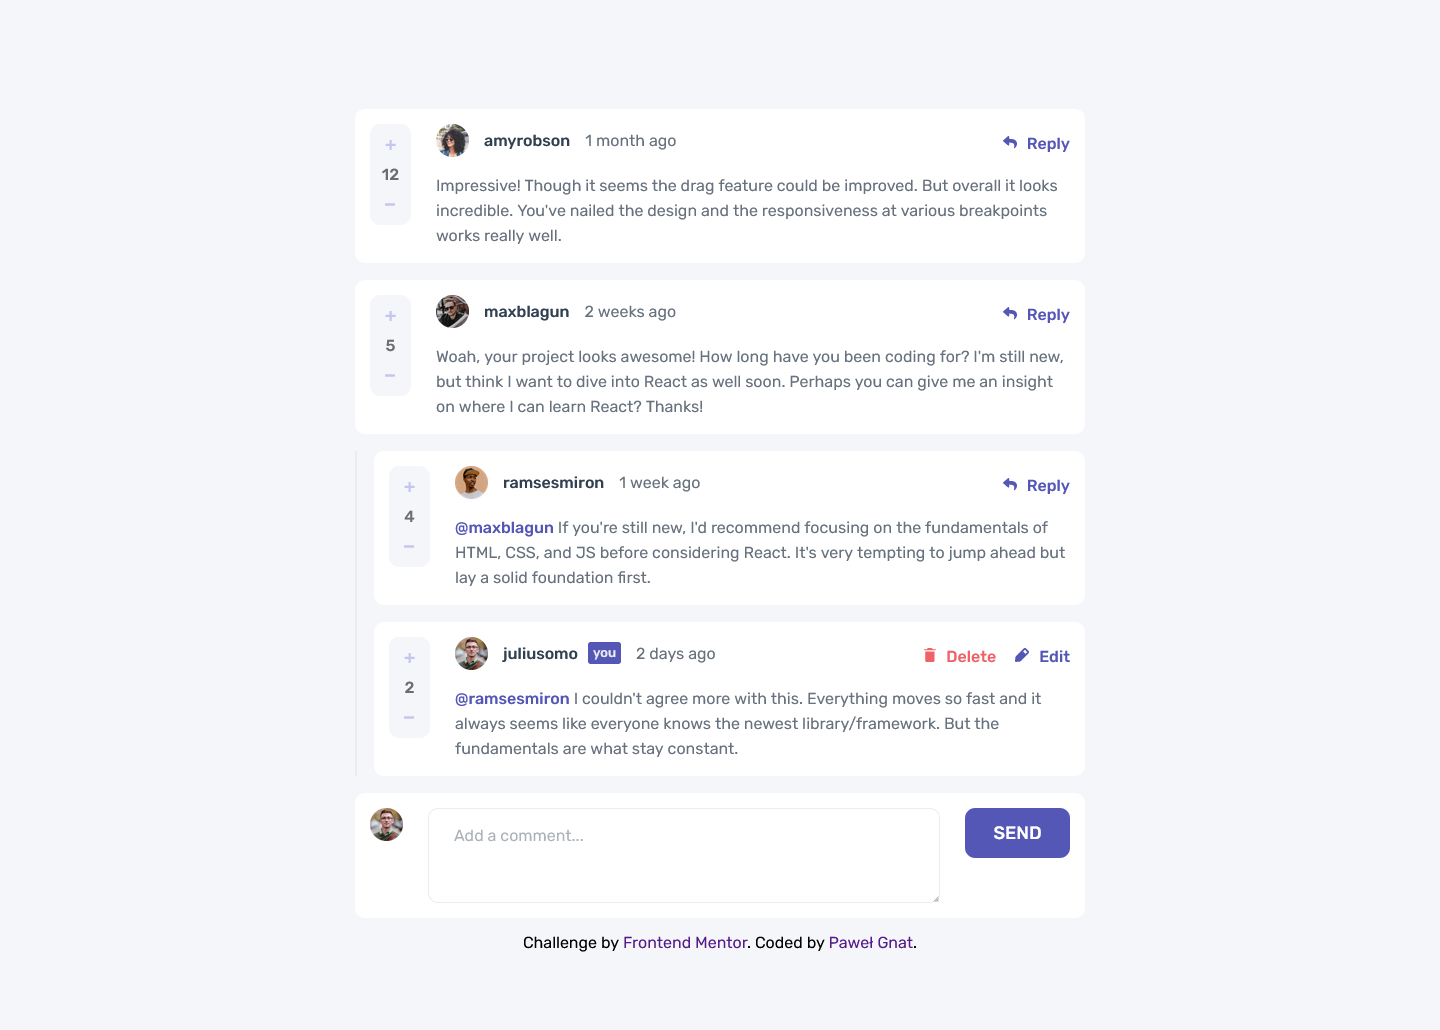 +
12
−
amyrobson 1 month ago
Reply
Impressive! Though it seems the drag feature could be improved. But overall it looks
incredible. You've nailed the design and the responsiveness at various breakpoints
works really well.
+
5
−
maxblagun 2 weeks ago
Reply
Woah, your project looks awesome! How long have you been coding for? I'm still new,
but think I want to dive into React as well soon. Perhaps you can give me an insight
on where I can learn React? Thanks!
+
4
−
ramsesmiron 1 week ago
Reply
@maxblagun If you're still new, I'd recommend focusing on the fundamentals of
HTML, CSS, and JS before considering React. It's very tempting to jump ahead but
lay a solid foundation first.
+
2
−
juliusomo you 2 days ago
Delete Edit
@ramsesmiron I couldn't agree more with this. Everything moves so fast and it
always seems like everyone knows the newest library/framework. But the
fundamentals are what stay constant.
Add a comment...
SEND
Challenge by Frontend Mentor. Coded by Paweł Gnat.